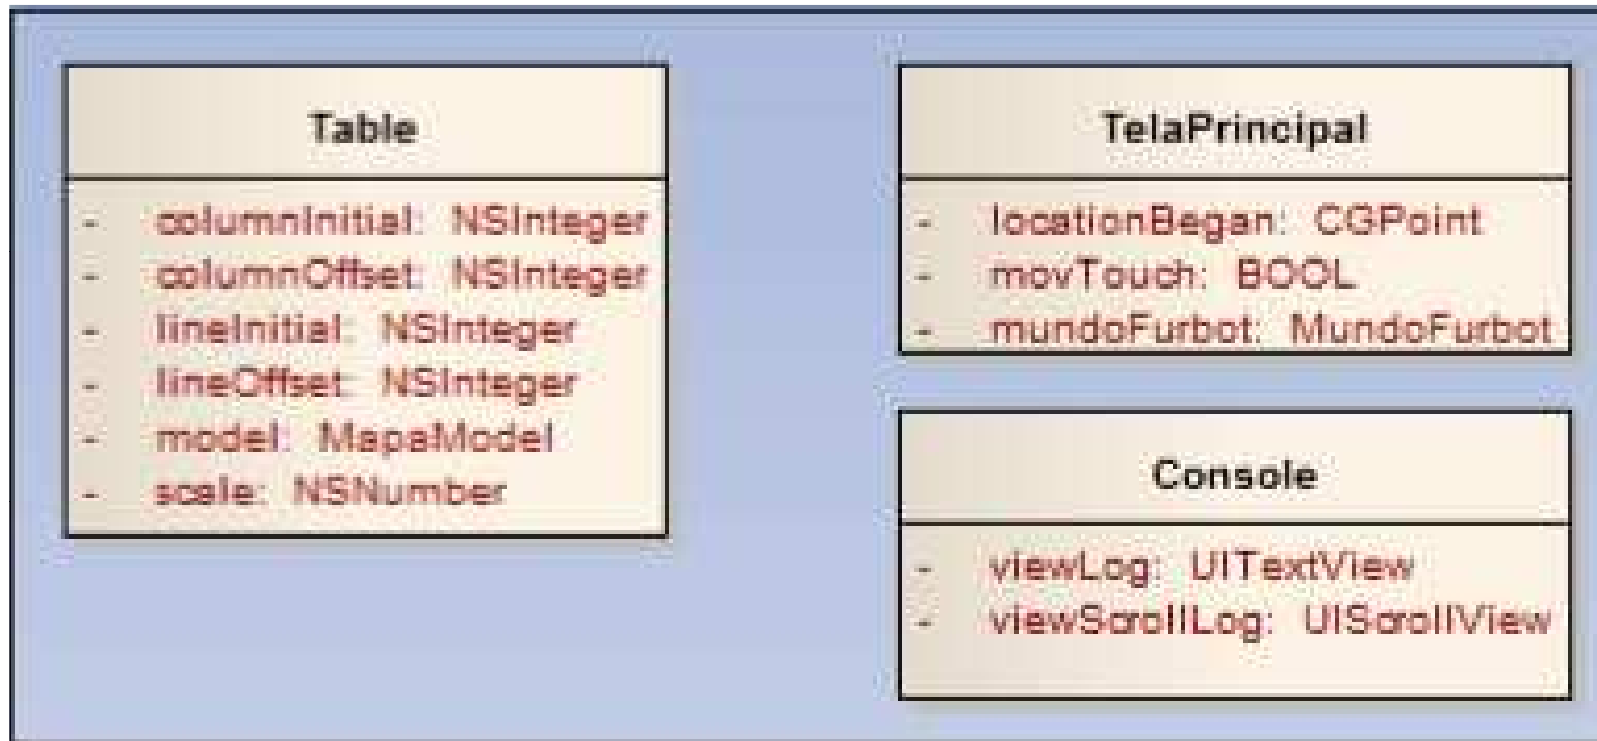 Table
- columnInitial: NSInteger
- columnOffset: NSInteger
- lineInitial: NSInteger
- lineOffset: NSInteger
- model: MapaModel
- scale: NSNumber
TelaPrincipal
- locationBegan: CGPoint
- movTouch: BOOL
- mundoFurbot: MundoFurbot
Console
- viewLog: UITextView
- viewScrollLog: UIScrollView